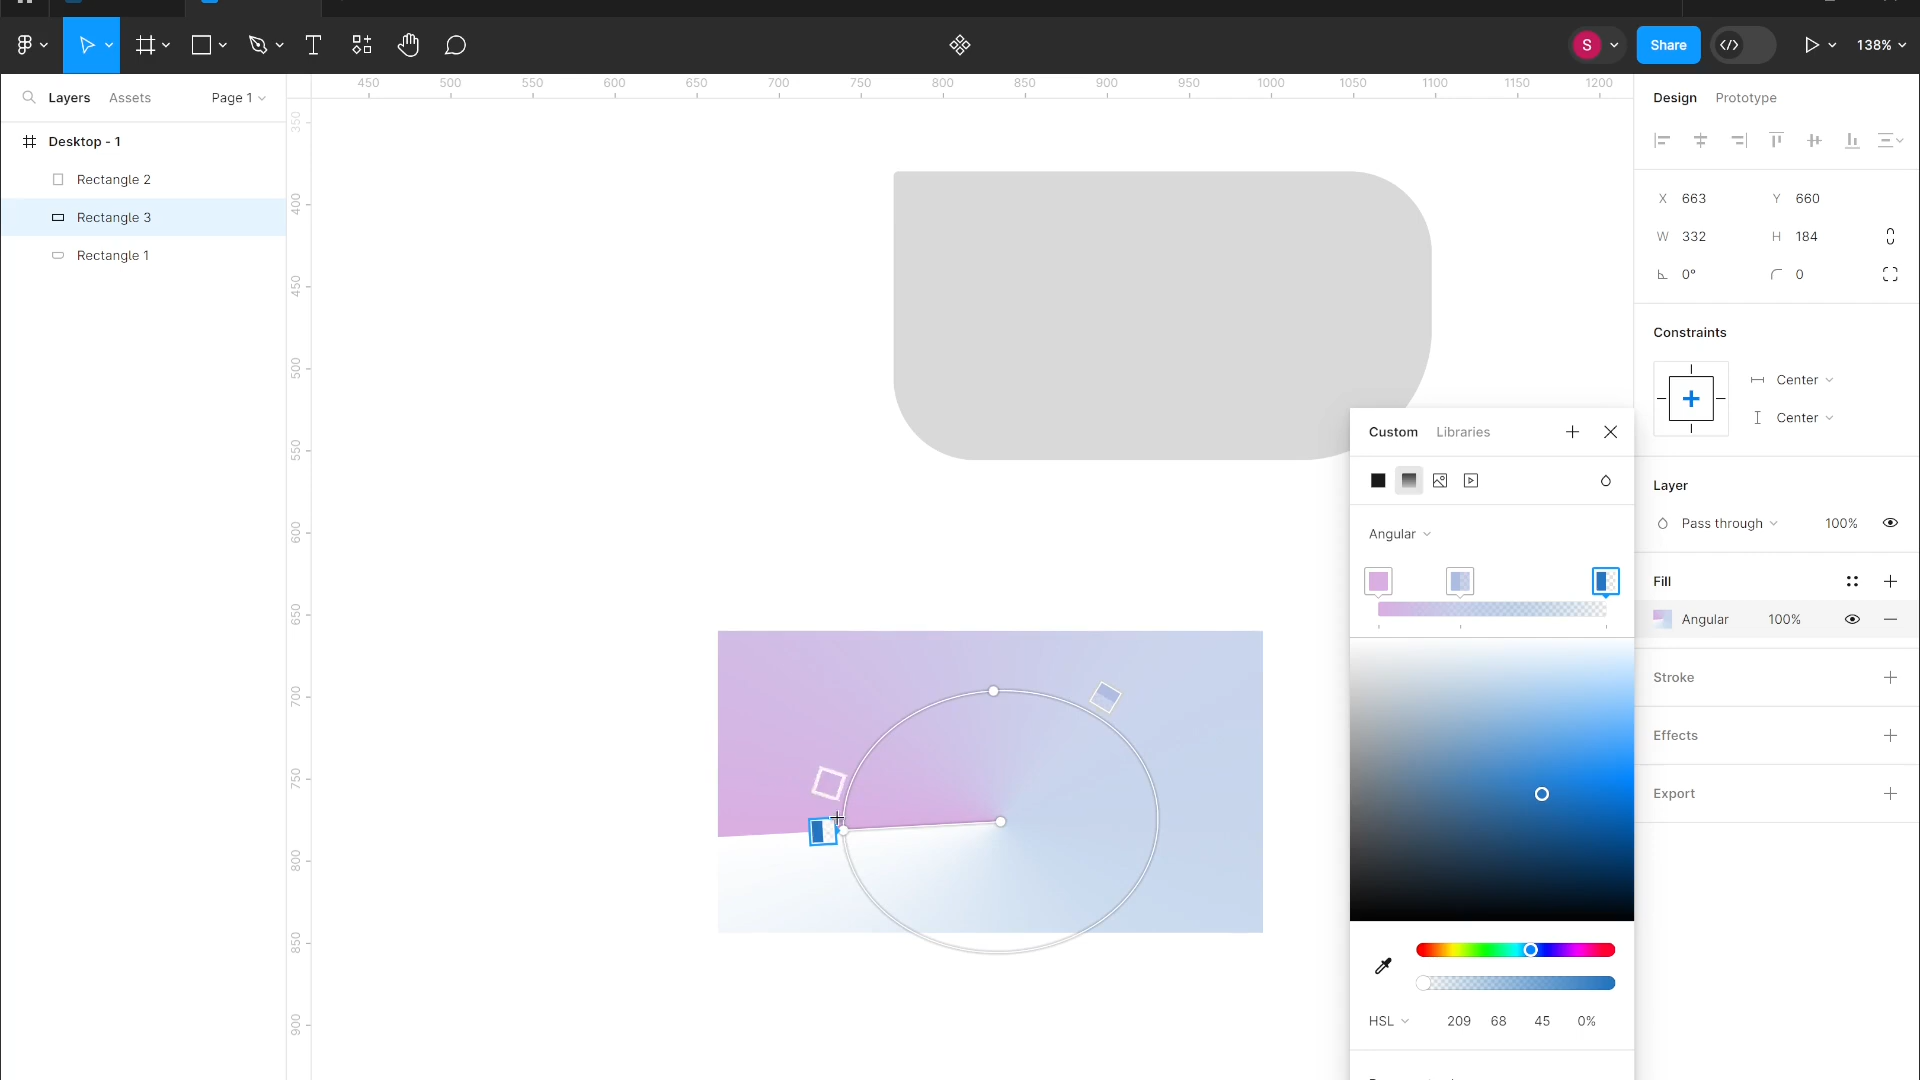 S
Share
138%
Layers
Assets
Page 1
450
500
550
600
650
700
750
800
850
900
950
1000
1050
1100
1150
1200
Design
Prototype
350
400
450
500
550
600
650
700
750
800
850
900
Desktop - 1
Rectangle 2
Rectangle 3
Rectangle 1
X 663
Y 660
W 332
H 184
0°
0
Constraints
Center
Center
Layer
Pass through
100%
Fill
Angular
100%
Stroke
Effects
Export
Custom
Libraries
Angular
HSL
209
68
45
0%